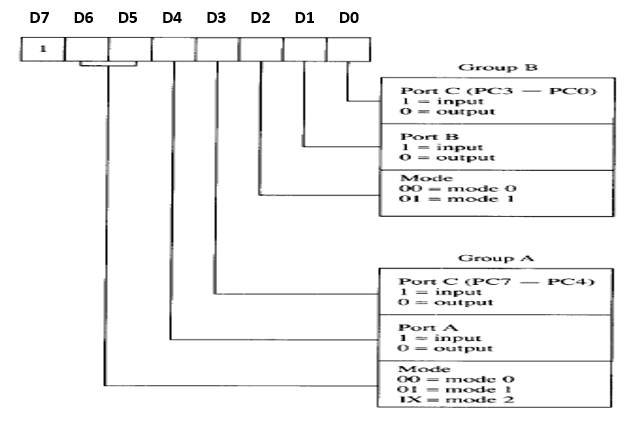 D7 D6 D5 D4 D3 D2 D1 D0
1
Group B
Port C (PC3 — PC0)
1 = input
0 = output
Port B
1 = input
0 = output
Mode
00 = mode 0
01 = mode 1
Group A
Port C (PC7 — PC4)
1 = input
0 = output
Port A
1 = input
0 = output
Mode
00 = mode 0
01 = mode 1
1X = mode 2